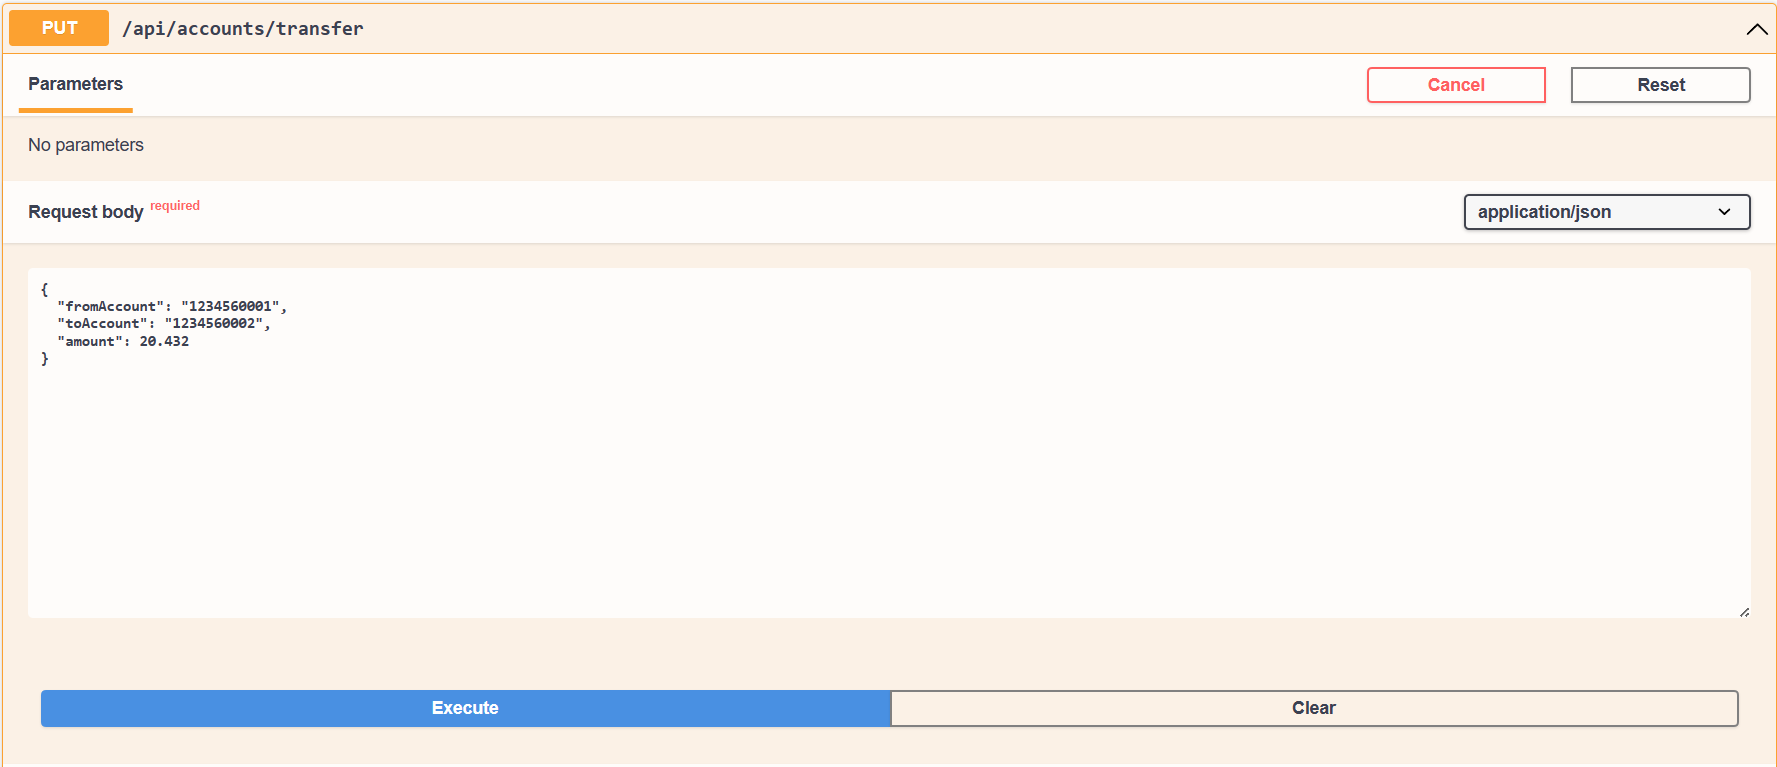 PUT /api/accounts/transfer
Parameters Cancel Reset
No parameters
Request body required application/json
{
  "fromAccount": "1234560001",
  "toAccount": "1234560002",
  "amount": 20.432
}
Execute Clear